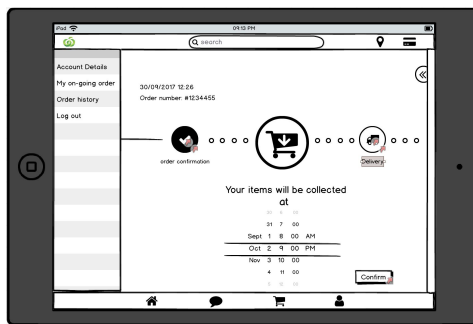 iPod
09:13 PM
search
Account Details
My on-going order
Order history
Log out
30/09/2017 12:26
Order number: #1234455
order confirmation
Delivery
Your items will be collected
at
31 7 00
Sept 1 8 00 AM
Oct 2 9 00 PM
Nov 3 10 00
4 11 00
Confirm